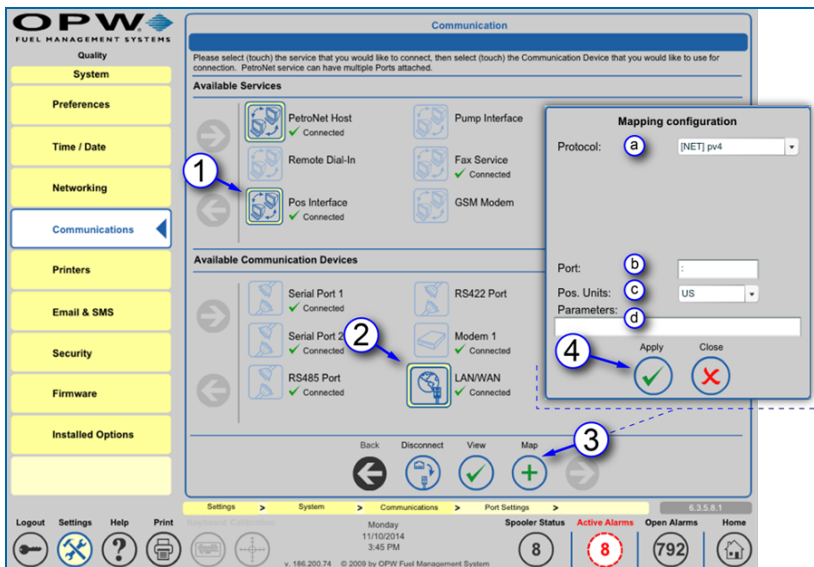 OPW
FUEL MANAGEMENT SYSTEMS
Quality
System
Preferences
Time / Date
Networking
Communications
Printers
Email & SMS
Security
Firmware
Installed Options
Communication
Please select (touch) the service that you would like to connect, then select (touch) the Communication Device that you would like to use for
connection. PetroNet service can have multiple Ports attached.
Available Services
PetroNet Host
Connected
Pump Interface
Remote Dial-In
Fax Service
Connected
1
Pos Interface
Connected
GSM Modem
Available Communication Devices
Serial Port 1
Connected
RS422 Port
Serial Port 2
Connected
2
Modem 1
Connected
RS485 Port
Connected
LAN/WAN
Connected
Mapping configuration
Protocol:
a
[NET] pv4
Port:
b
:
Pos. Units:
c
US
Parameters:
d
4
Apply
Close
Back
Disconnect
View
Map
3
Settings > System > Communications > Port Settings >
6.3.5.8.1
Logout
Settings
Help
Print
Keyboard
Calibration
Monday
11/10/2014
3:45 PM
v. 186.200.74 © 2009 by OPW Fuel Management System
Spooler Status
8
Active Alarms
8
Open Alarms
792
Home